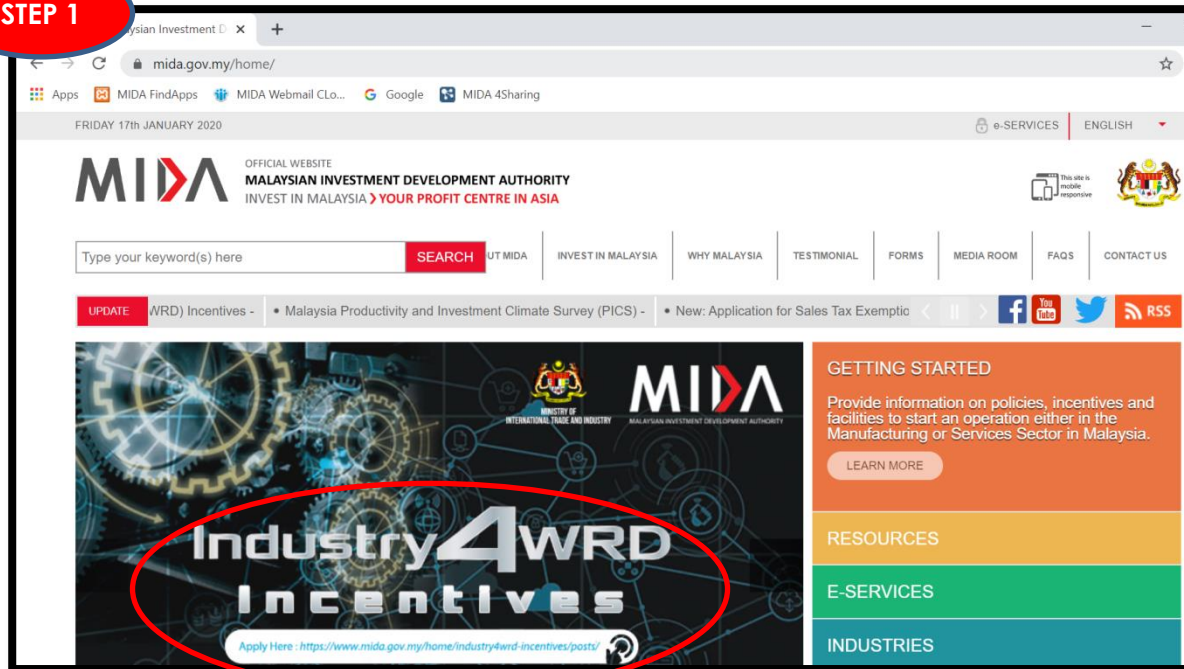 STEP 1
ysian Investment D
mida.gov.my/home/
Apps MIDA FindApps MIDA Webmail CLo... Google MIDA 4Sharing
FRIDAY 17th JANUARY 2020
e-SERVICES ENGLISH
MIDA
OFFICIAL WEBSITE
MALAYSIAN INVESTMENT DEVELOPMENT AUTHORITY
INVEST IN MALAYSIA YOUR PROFIT CENTRE IN ASIA
This site is
mobile
responsive
Type your keyword(s) here SEARCH UT MIDA INVEST IN MALAYSIA WHY MALAYSIA TESTIMONIAL FORMS MEDIA ROOM FAQS CONTACT US
UPDATE WRD) Incentives - • Malaysia Productivity and Investment Climate Survey (PICS) - • New: Application for Sales Tax Exemptio
You
Tube
RSS
MINISTRY OF
INTERNATIONAL TRADE AND INDUSTRY
MIDA
MALAYSIAN INVESTMENT DEVELOPMENT AUTHORITY
Industry4WRD
Incentives
Apply Here : https://www.mida.gov.my/home/industry4wrd-incentives/posts/
GETTING STARTED
Provide information on policies, incentives and
facilities to start an operation either in the
Manufacturing or Services Sector in Malaysia.
LEARN MORE
RESOURCES
E-SERVICES
INDUSTRIES